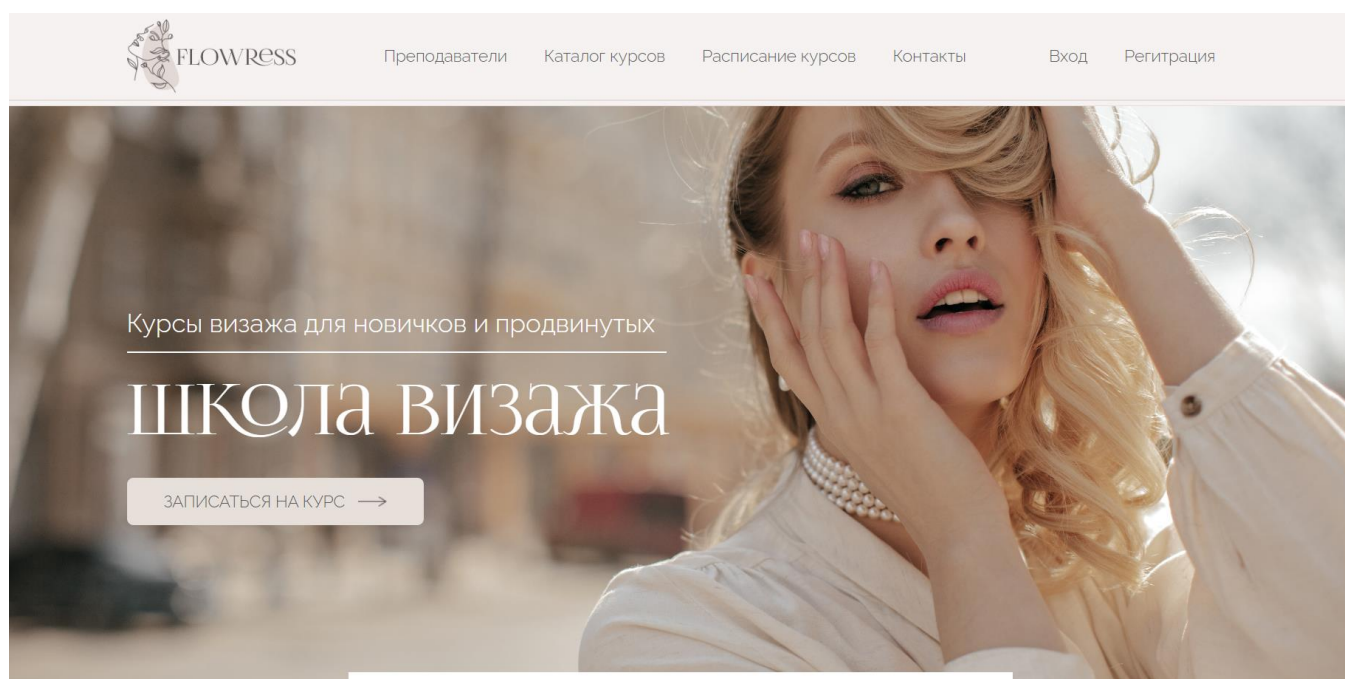 FLOWRESS
Преподаватели Каталог курсов Расписание курсов Контакты Вход Регитрация
Курсы визажа для новичков и продвинутых
ШКОЛА ВИЗАЖА
ЗАПИСАТЬСЯ НА КУРС →